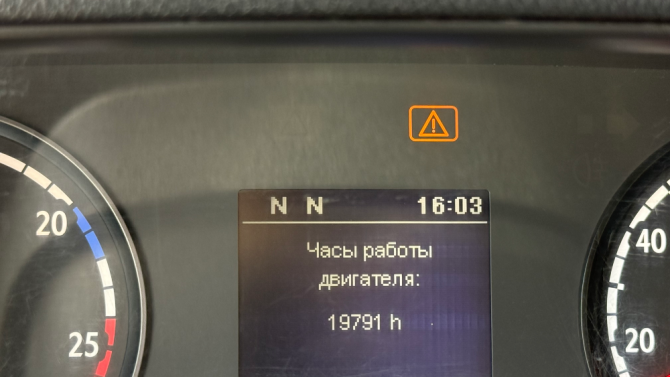 N N 16:03
20
Часы работы
двигателя:
40
19791 h
25
20